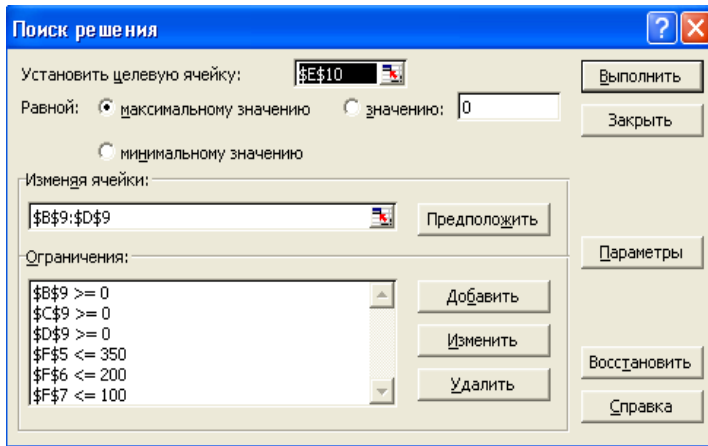 Поиск решения
Установить целевую ячейку: $E$10 Выполнить
Равной: максимальному значению значению: 0 Закрыть
минимальному значению
Изменяя ячейки:
$B$9:$D$9 Предположить
Ограничения: Параметры
$B$9 >= 0 Добавить
$C$9 >= 0
$D$9 >= 0 Изменить
$F$5 <= 350 Восстановить
$F$6 <= 200 Удалить
$F$7 <= 100 Справка